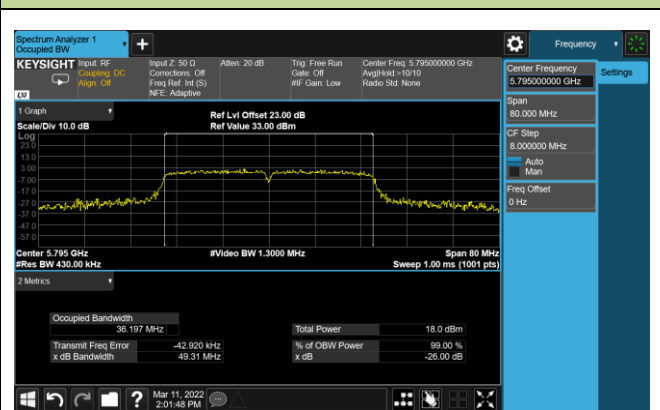 Spectrum Analyzer 1
Occupied BW
Frequency
KEYSIGHT
Input: RF
Coupling: DC
Align: Off
Input Z: 50 Ω
Corrections: Off
Freq Ref: Int (S)
NFE: Adaptive
Atten: 20 dB
Trig: Free Run
Gate: Off
#IF Gain: Low
Center Freq: 5.795000000 GHz
Avg|Hold:>10/10
Radio Std: None
LXI
Center Frequency
5.795000000 GHz
Settings
Span
80.000 MHz
CF Step
8.000000 MHz
Auto
Man
Freq Offset
0 Hz
1 Graph
Scale/Div 10.0 dB
Ref Lvl Offset 23.00 dB
Ref Value 33.00 dBm
Log
23.0
13.0
3.00
-7.00
-17.0
-27.0
-37.0
-47.0
-57.0
Center 5.795 GHz
#Res BW 430.00 kHz
#Video BW 1.3000 MHz
Span 80 MHz
Sweep 1.00 ms (1001 pts)
2 Metrics
Occupied Bandwidth
36.197 MHz
Transmit Freq Error -42.920 kHz
x dB Bandwidth 49.31 MHz
Total Power 18.0 dBm
% of OBW Power 99.00 %
x dB -26.00 dB
?
Mar 11, 2022
2:01:48 PM